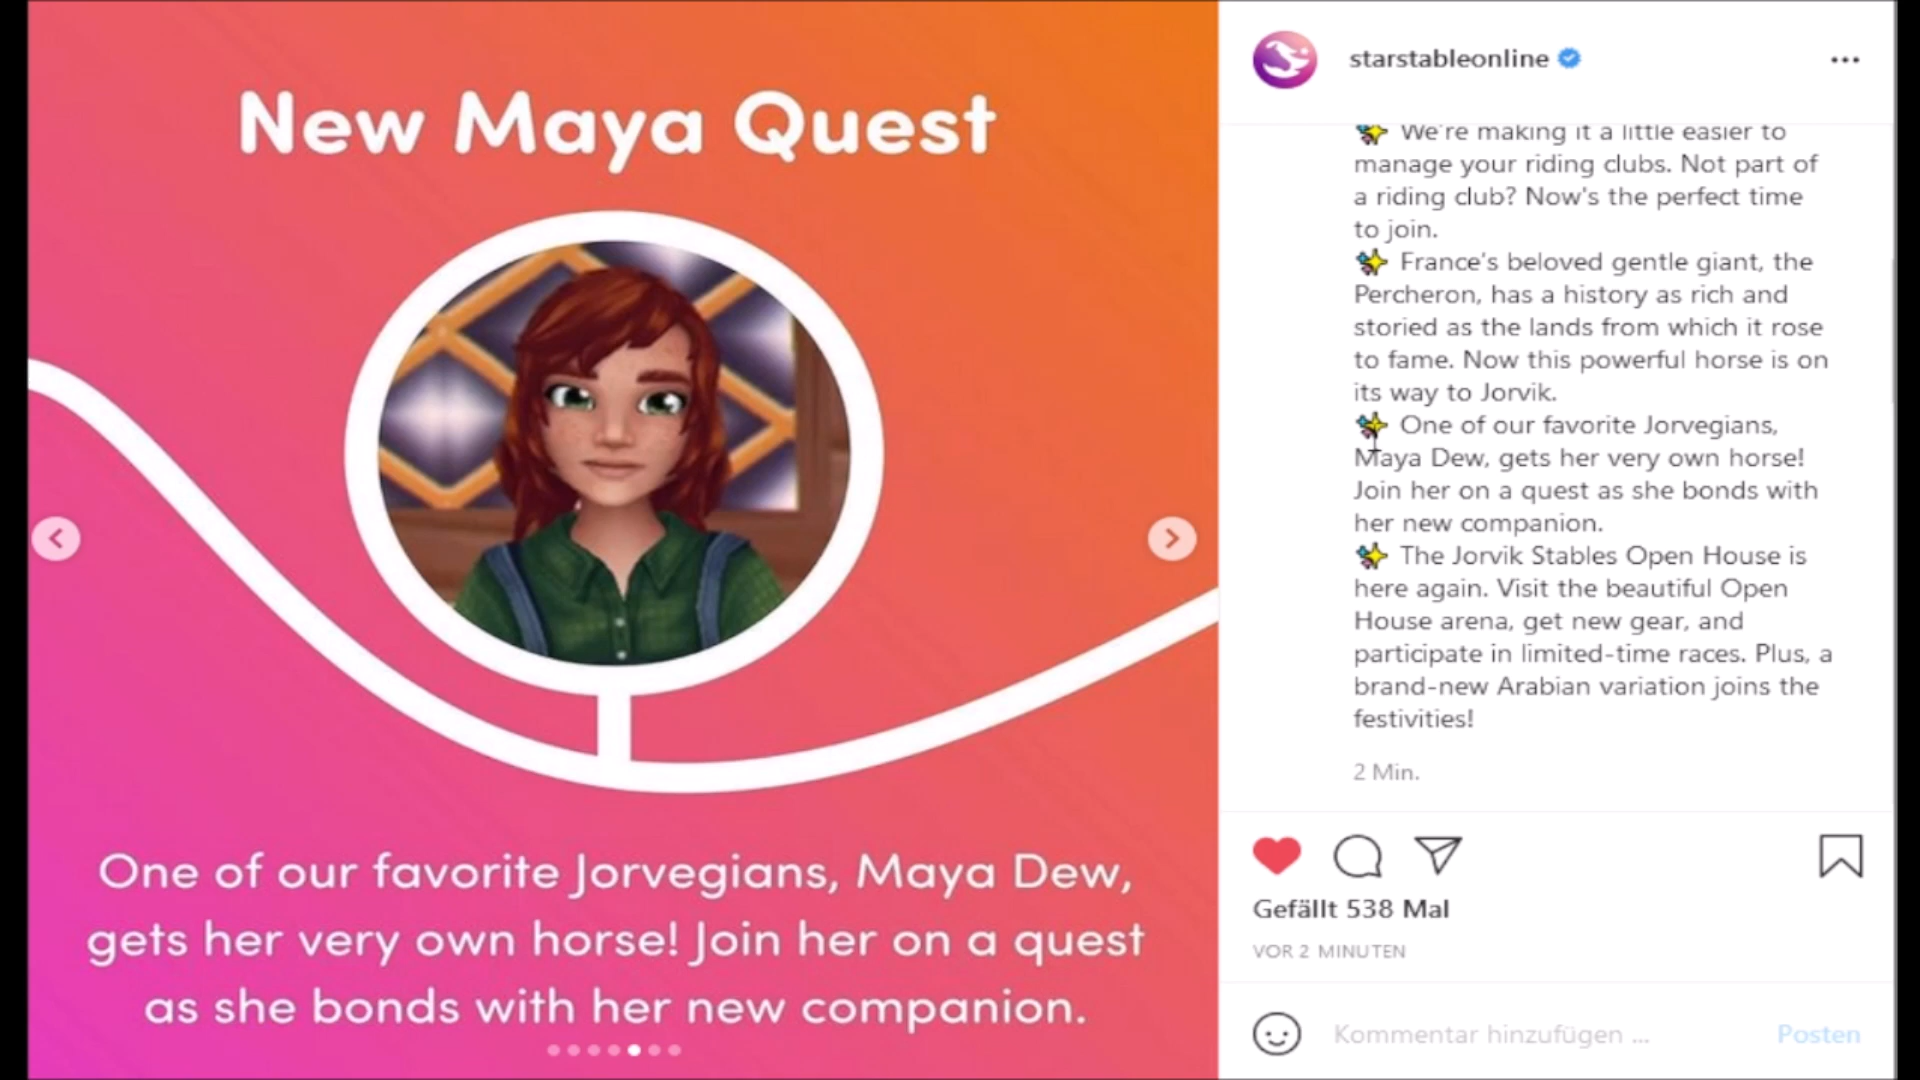 New Maya Quest
One of our favorite Jorvegians, Maya Dew,
gets her very own horse! Join her on a quest
as she bonds with her new companion.
starstableonline
We're making it a little easier to
manage your riding clubs. Not part of
a riding club? Now's the perfect time
to join.
France's beloved gentle giant, the
Percheron, has a history as rich and
storied as the lands from which it rose
to fame. Now this powerful horse is on
its way to Jorvik.
One of our favorite Jorvegians,
Maya Dew, gets her very own horse!
Join her on a quest as she bonds with
her new companion.
The Jorvik Stables Open House is
here again. Visit the beautiful Open
House arena, get new gear, and
participate in limited-time races. Plus, a
brand-new Arabian variation joins the
festivities!
2 Min.
Gefällt 538 Mal
VOR 2 MINUTEN
Kommentar hinzufügen ...
Posten